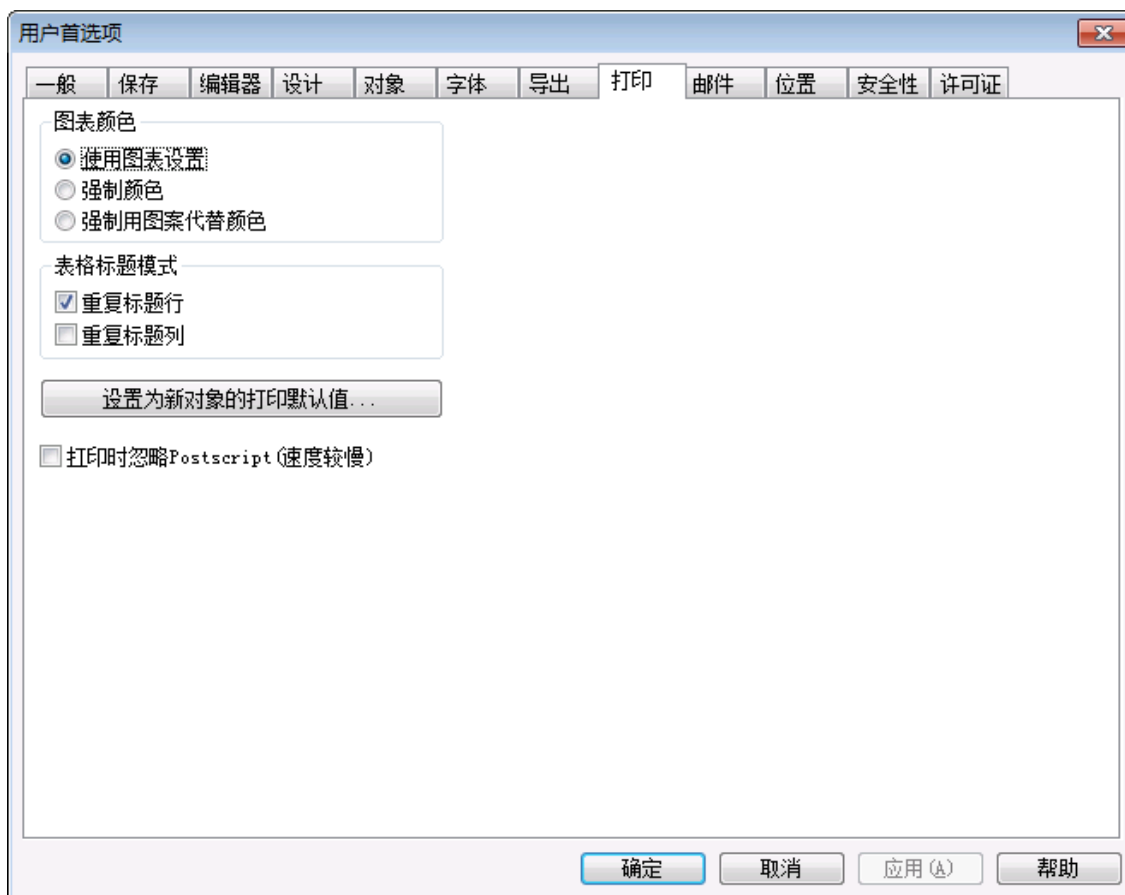 用户首选项
一般 保存 编辑器 设计 对象 字体 导出 打印 邮件 位置 安全性 许可证
图表颜色
使用图表设置
强制颜色
强制用图案代替颜色
表格标题模式
重复标题行
重复标题列
设置为新对象的打印默认值...
打印时忽略Postscript(速度较慢)
确定 取消 应用(A) 帮助